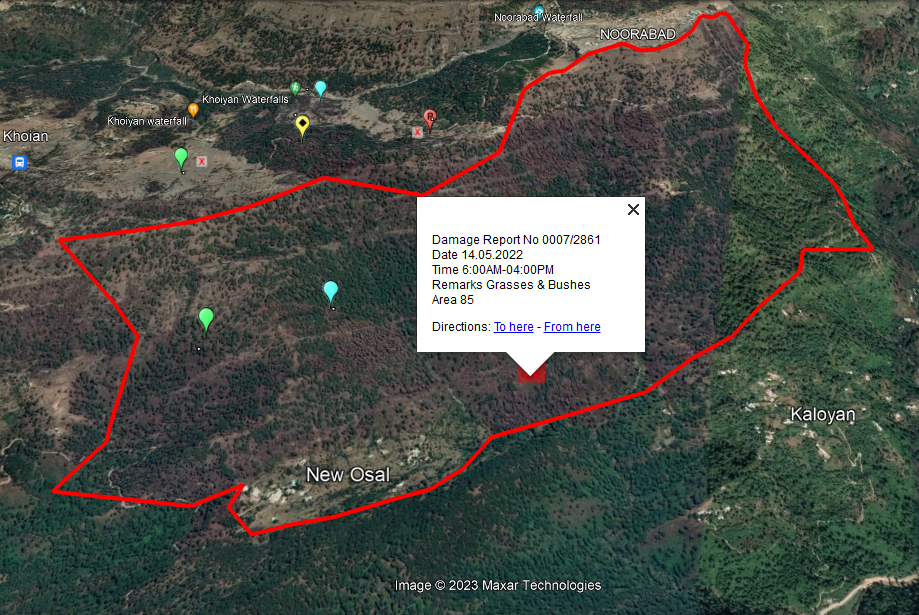 Noorabad Waterfall
NOORABAD
Khoiyan Waterfalls
Khoiyan waterfall
Khoian
R
X
X
Damage Report No 0007/2861
Date 14.05.2022
Time 6:00AM-04:00PM
Remarks Grasses & Bushes
Area 85
Directions: To here - From here
Kaloyan
New Osal
Image © 2023 Maxar Technologies